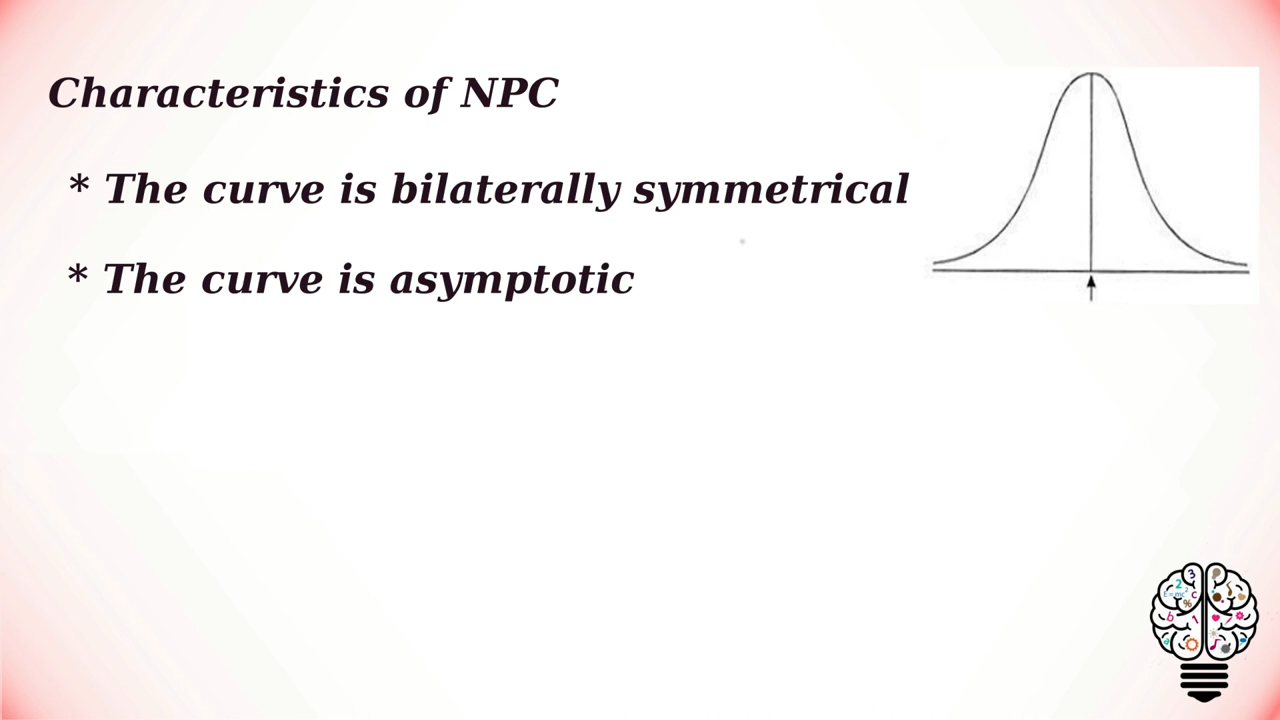 Characteristics of NPC
* The curve is bilaterally symmetrical
* The curve is asymptotic